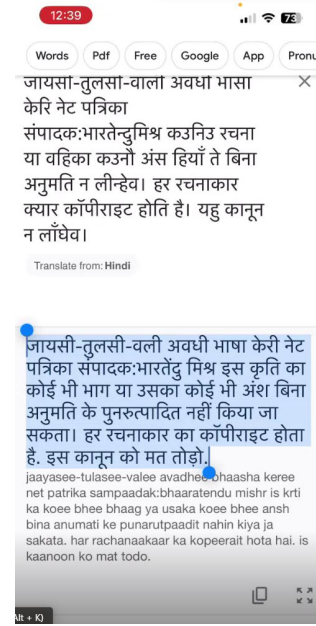 12:39
73
Words Pdf Free Google App Pronu
जायसी-तुलसी-वाली अवधी भासा
केरि नेट पत्रिका
संपादक:भारतेन्दुमिश्र कउनिउ रचना
या वहिका कउनौ अंस हियाँ ते बिना
अनुमति न लीन्हेव। हर रचनाकार
क्यार कॉपीराइट होति है। यहु कानून
न लाँघेव।
Translate from: Hindi
जायसी-तुलसी-वली अवधी भाषा केरी नेट
पत्रिका संपादक:भारतेंदु मिश्र इस कृति का
कोई भी भाग या उसका कोई भी अंश बिना
अनुमति के पुनरुत्पादित नहीं किया जा
सकता। हर रचनाकार का कॉपीराइट होता
है. इस कानून को मत तोड़ो.
jaayasee-tulasee-valee avadhee bhaasha keree
net patrika sampaadak:bhaaratendu mishr is krti
ka koee bhee bhaag ya usaka koee bhee ansh
bina anumati ke punarutpaadit nahin kiya ja
sakata. har rachanaakaar ka kopeerait hota hai. is
kaanoon ko mat todo.
Alt + K)